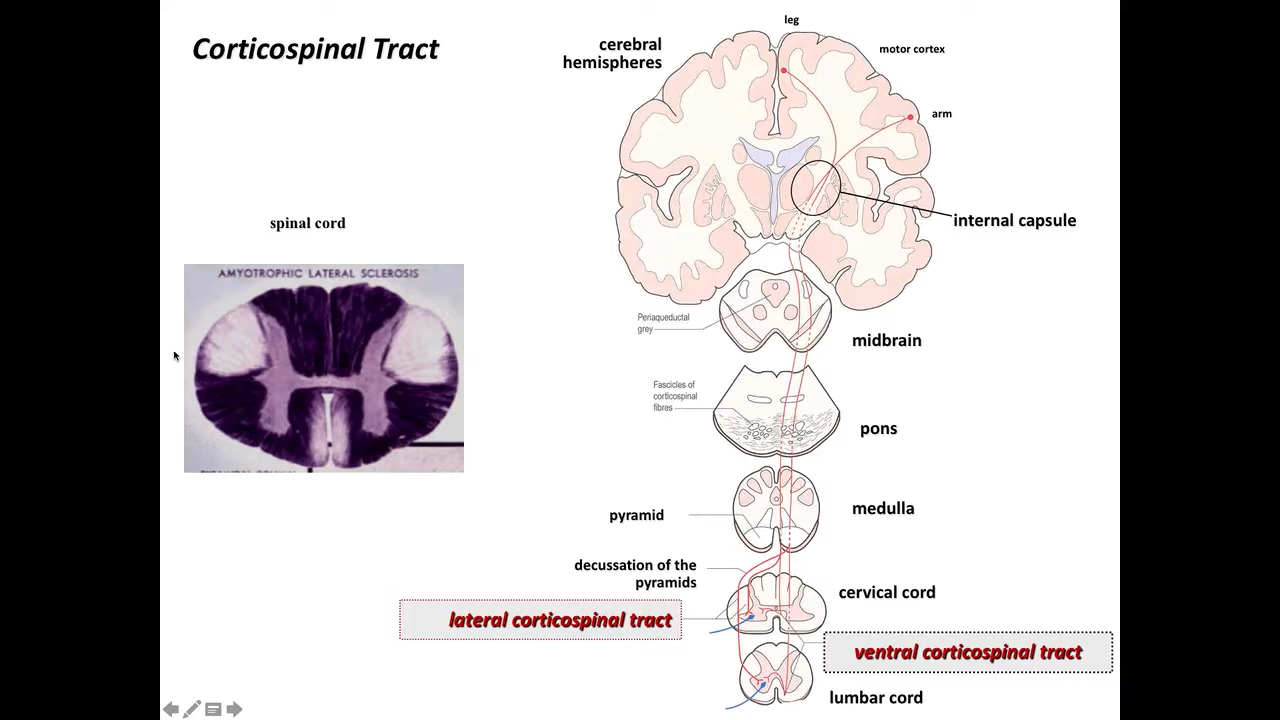 Corticospinal Tract
spinal cord
AMYOTROPHIC LATERAL SCLEROSIS
leg
cerebral
hemispheres
motor cortex
arm
internal capsule
Periaqueductal
grey
midbrain
Fascicles of
corticospinal
fibres
pons
pyramid
medulla
decussation of the
pyramids
cervical cord
lateral corticospinal tract
ventral corticospinal tract
lumbar cord